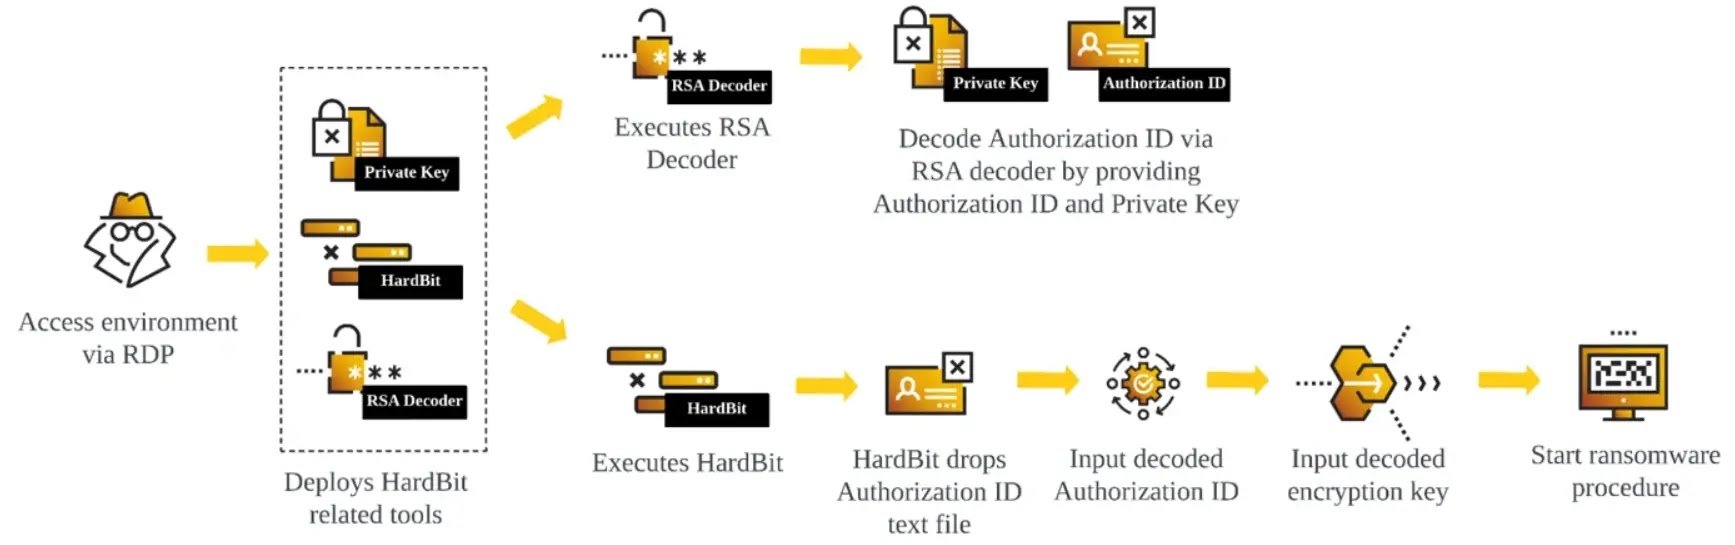 Access environment
via RDP
Private Key
HardBit
RSA Decoder
Deploys HardBit
related tools
RSA Decoder
Executes RSA
Decoder
Private Key
Authorization ID
Decode Authorization ID via
RSA decoder by providing
Authorization ID and Private Key
HardBit
Executes HardBit
HardBit drops
Authorization ID
text file
Input decoded
Authorization ID
Input decoded
encryption key
Start ransomware
procedure